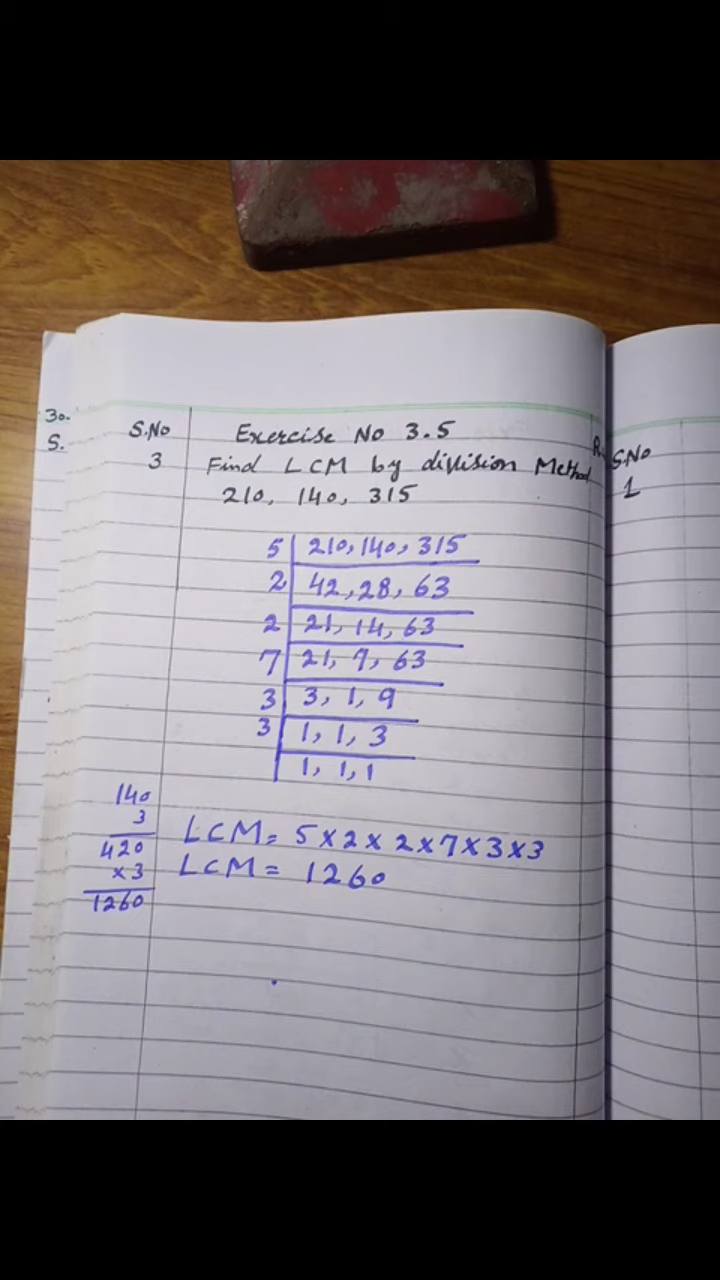 30.
S.
S.No
Exercise No 3.5
3
Find LCM by division Method
210, 140, 315
R
S.No
1
5 210, 140, 315
2 42, 28, 63
2 21, 14, 63
7 21, 7, 63
3 3, 1, 9
3 1, 1, 3
1, 1, 1
140
3
420
x3
1260
LCM = 5 x 2 x 2 x 7 x 3 x 3
LCM = 1260